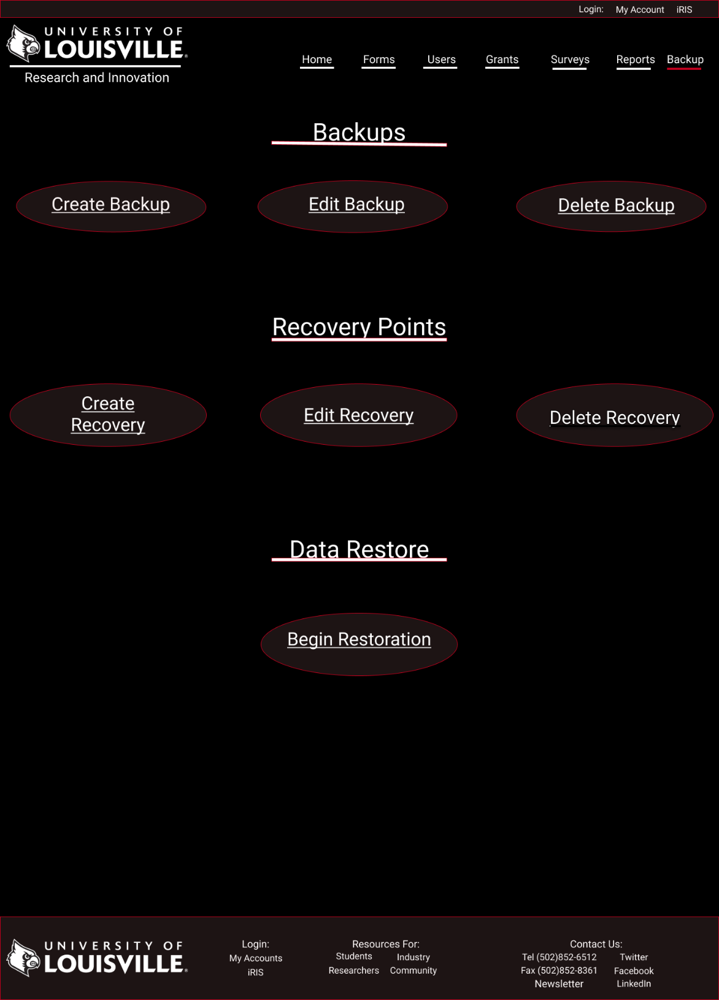 Login: My Account iRIS
UNIVERSITY OF
LOUISVILLE®
Research and Innovation
Home Forms Users Grants Surveys Reports Backup
Backups
Create Backup Edit Backup Delete Backup
Recovery Points
Create
Recovery
Edit Recovery
Delete Recovery
Data Restore
Begin Restoration
UNIVERSITY OF
LOUISVILLE®
Login:
My Accounts
iRIS
Resources For:
Students Industry
Researchers Community
Contact Us:
Tel (502)852-6512 Twitter
Fax (502)852-8361 Facebook
Newsletter LinkedIn